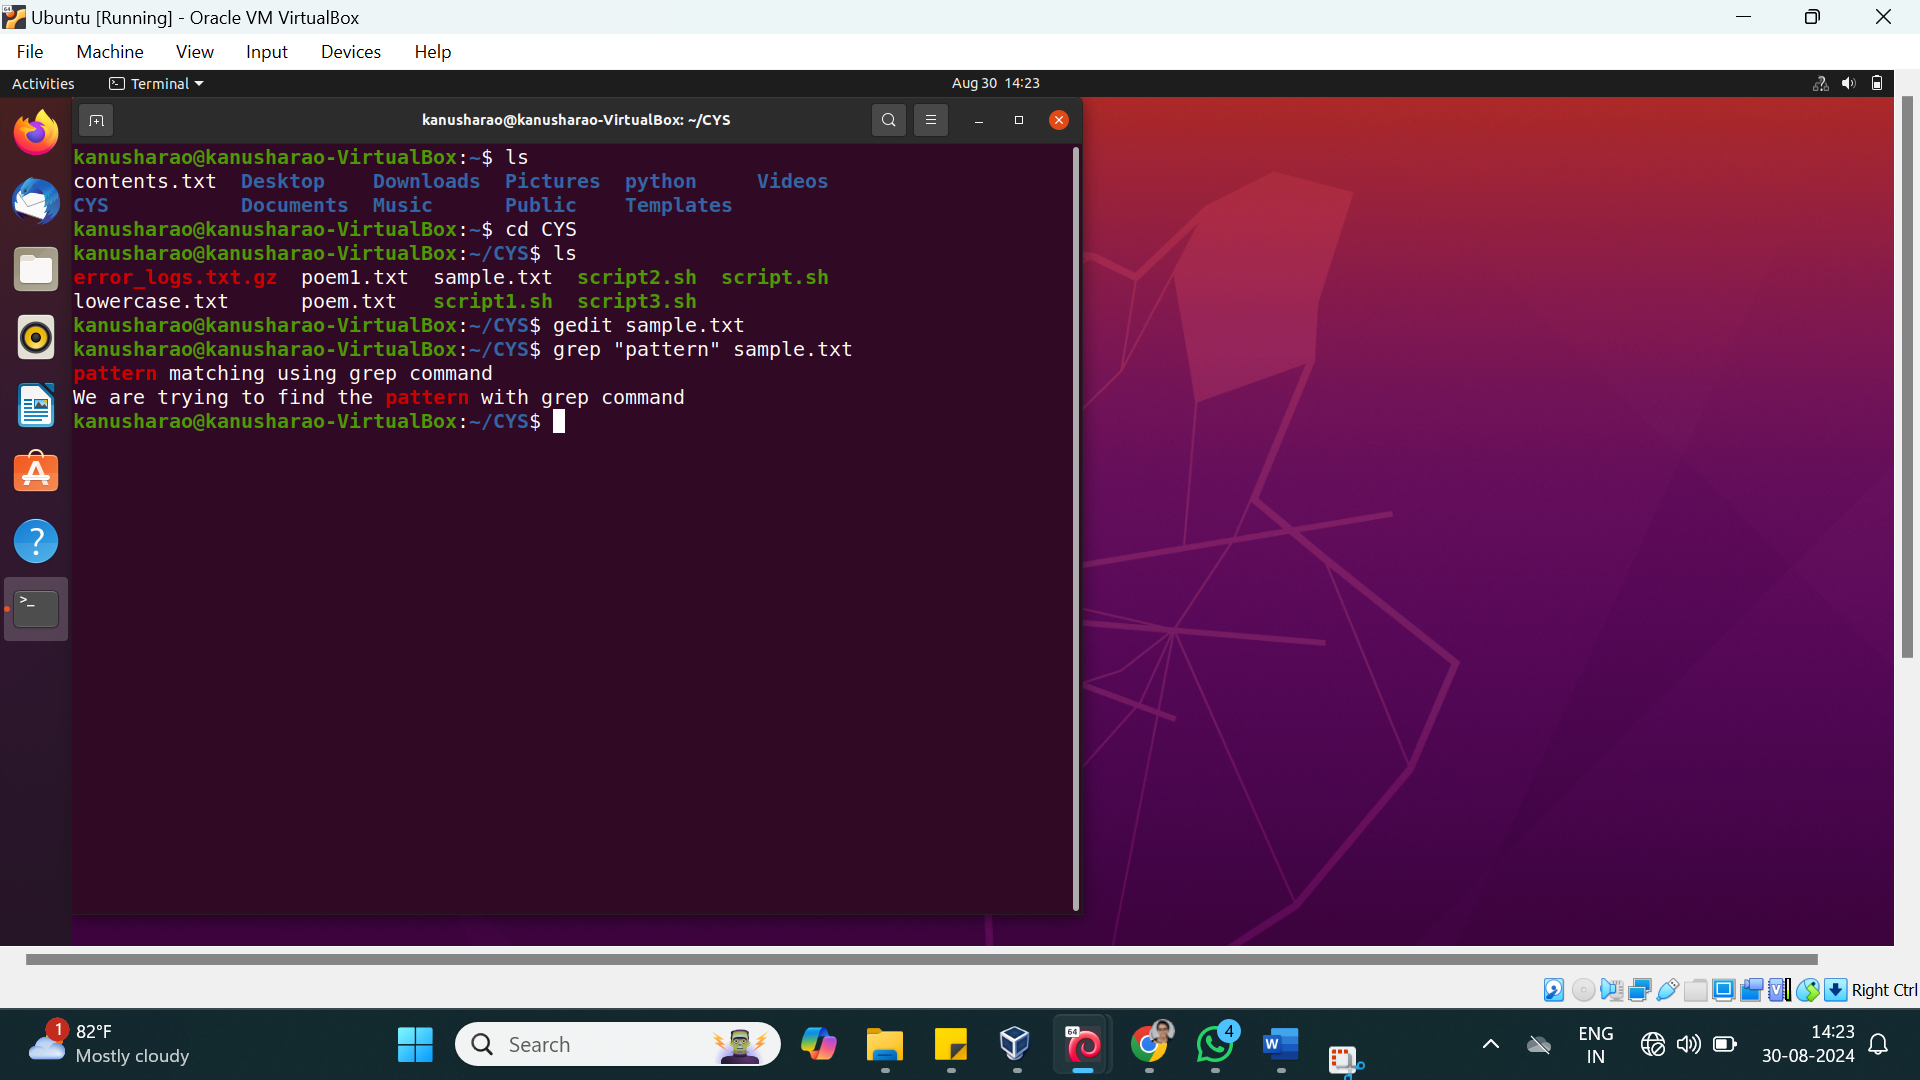 Ubuntu [Running] - Oracle VM VirtualBox
File Machine View Input Devices Help
Activities Terminal Aug 30 14:23
kanusharao@kanusharao-VirtualBox: ~/CYS
kanusharao@kanusharao-VirtualBox:~$ ls
contents.txt Desktop Downloads Pictures python Videos
CYS Documents Music Public Templates
kanusharao@kanusharao-VirtualBox:~$ cd CYS
kanusharao@kanusharao-VirtualBox:~/CYS$ ls
error_logs.txt.gz poem1.txt sample.txt script2.sh script.sh
lowercase.txt poem.txt script1.sh script3.sh
kanusharao@kanusharao-VirtualBox:~/CYS$ gedit sample.txt
kanusharao@kanusharao-VirtualBox:~/CYS$ grep "pattern" sample.txt
pattern matching using grep command
We are trying to find the pattern with grep command
kanusharao@kanusharao-VirtualBox:~/CYS$
Right Ctrl
1 82°F
Mostly cloudy
Search
64
4
ENG
IN
14:23
30-08-2024